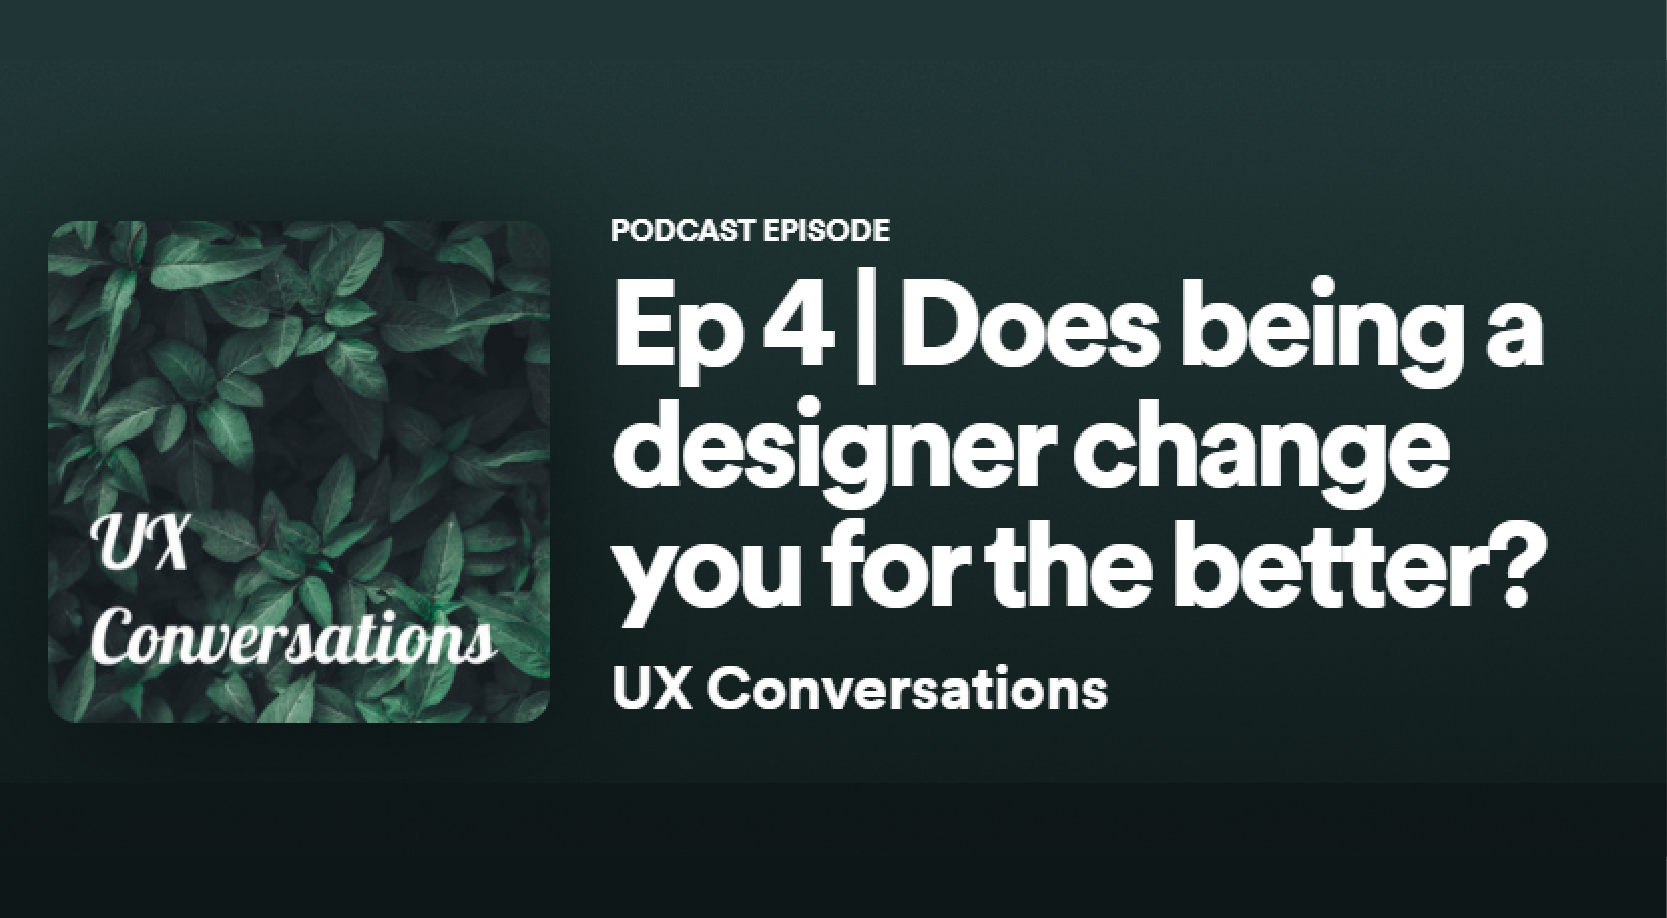 PODCAST EPISODE
Ep 4 | Does being a
designer change
you for the better?
UX Conversations
UX
Conversations